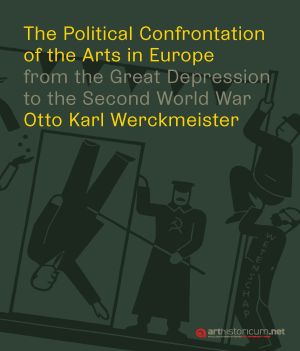 The Political Confrontation
of the Arts in Europe
from the Great Depression
to the Second World War
Otto Karl Werckmeister
WETENSCHAP
arthistoricum.net